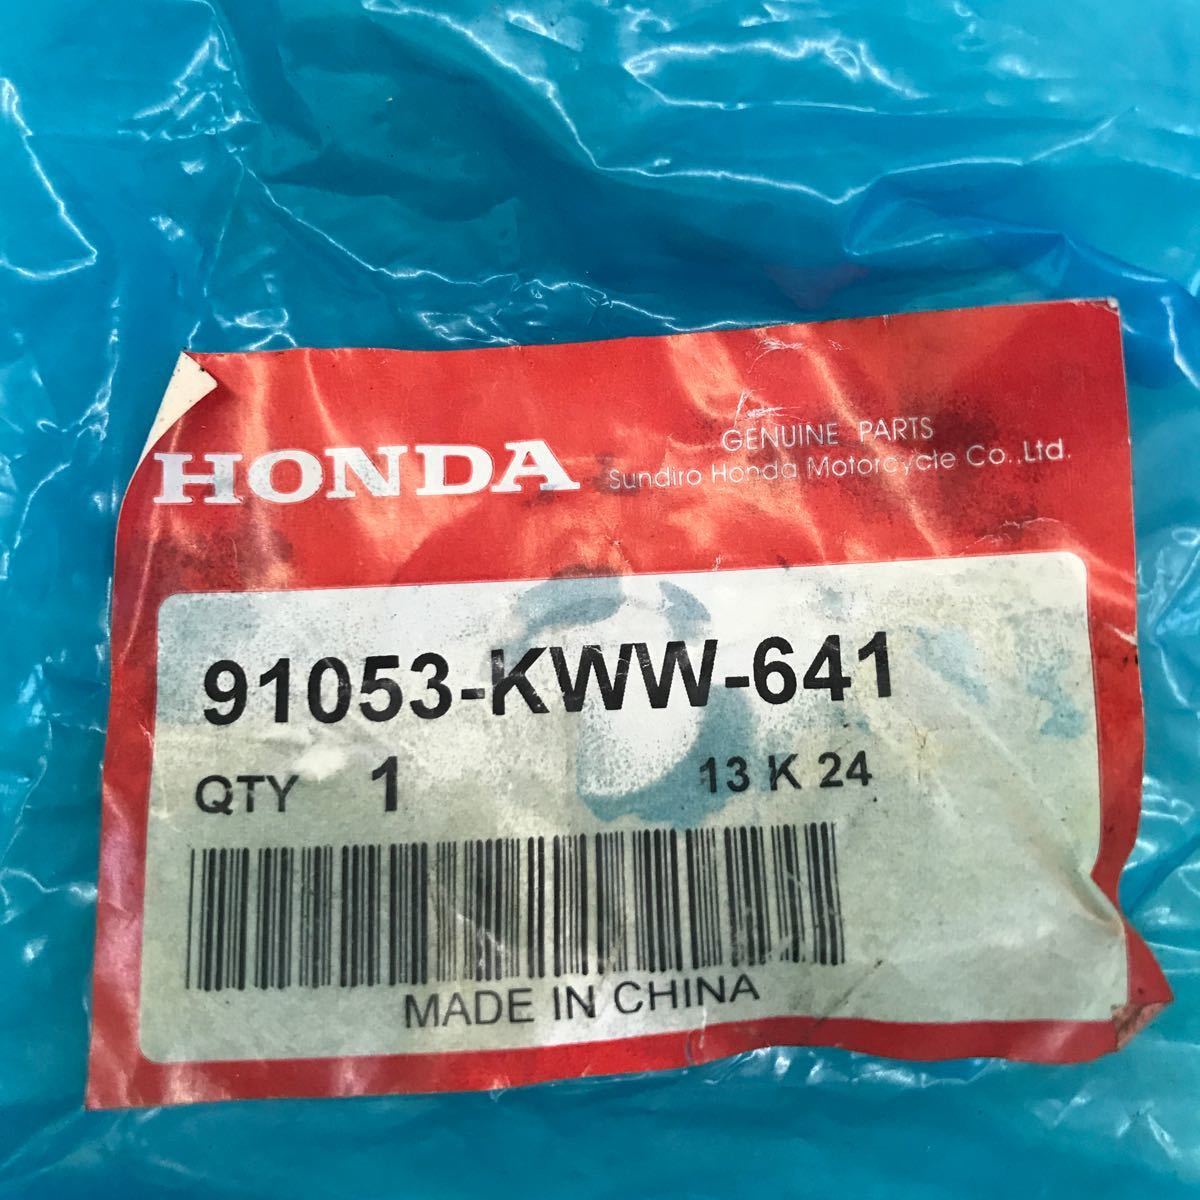 HONDA
GENUINE PARTS
Sundiro Honda Motorcycle Co.,Ltd.
91053-KWW-641
QTY 1 13 K 24
MADE IN CHINA